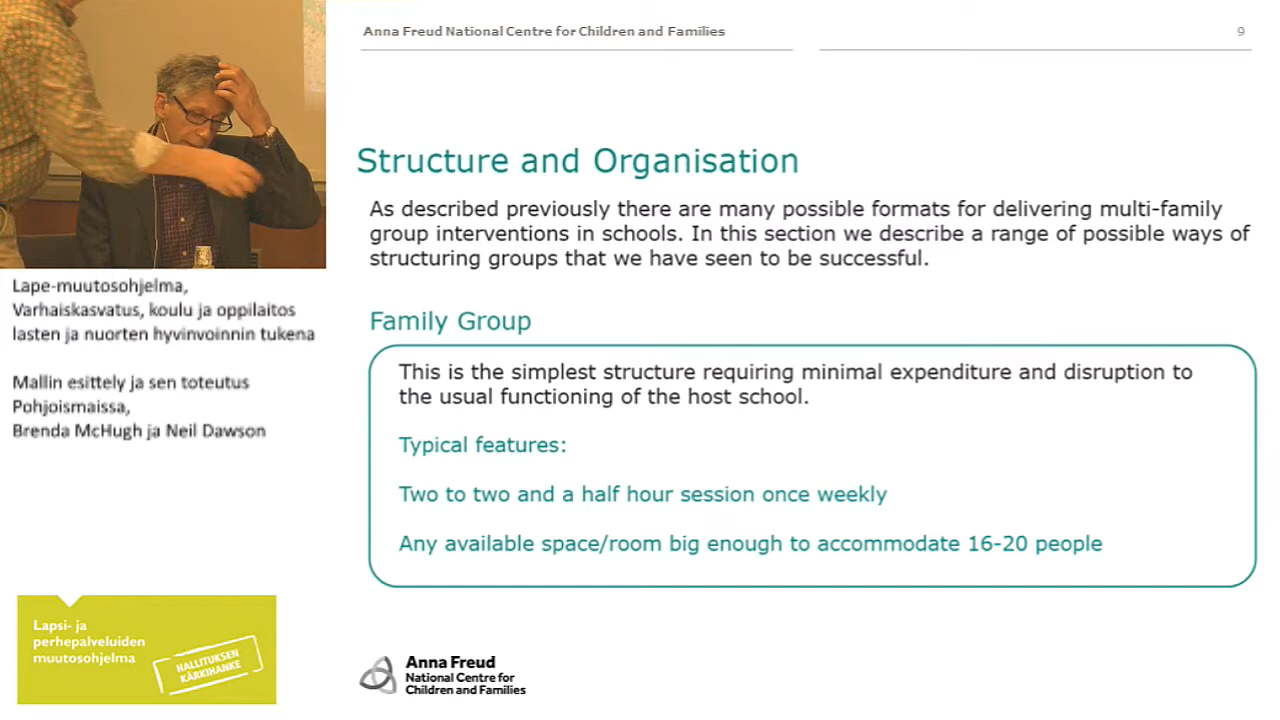 Anna Freud National Centre for Children and Families
9
Structure and Organisation
As described previously there are many possible formats for delivering multi-family
group interventions in schools. In this section we describe a range of possible ways of
structuring groups that we have seen to be successful.
Family Group
This is the simplest structure requiring minimal expenditure and disruption to
the usual functioning of the host school.
Typical features:
Two to two and a half hour session once weekly
Any available space/room big enough to accommodate 16-20 people
Anna Freud
National Centre for
Children and Families
Lape-muutosohjelma,
Varhaiskasvatus, koulu ja oppilaitos
lasten ja nuorten hyvinvoinnin tukena
Mallin esittely ja sen toteutus
Pohjoismaissa,
Brenda McHugh ja Neil Dawson
Lapsi- ja
perhepalveluiden
muutosohjelma
HALLITUKSEN
KÄRKIHANKE